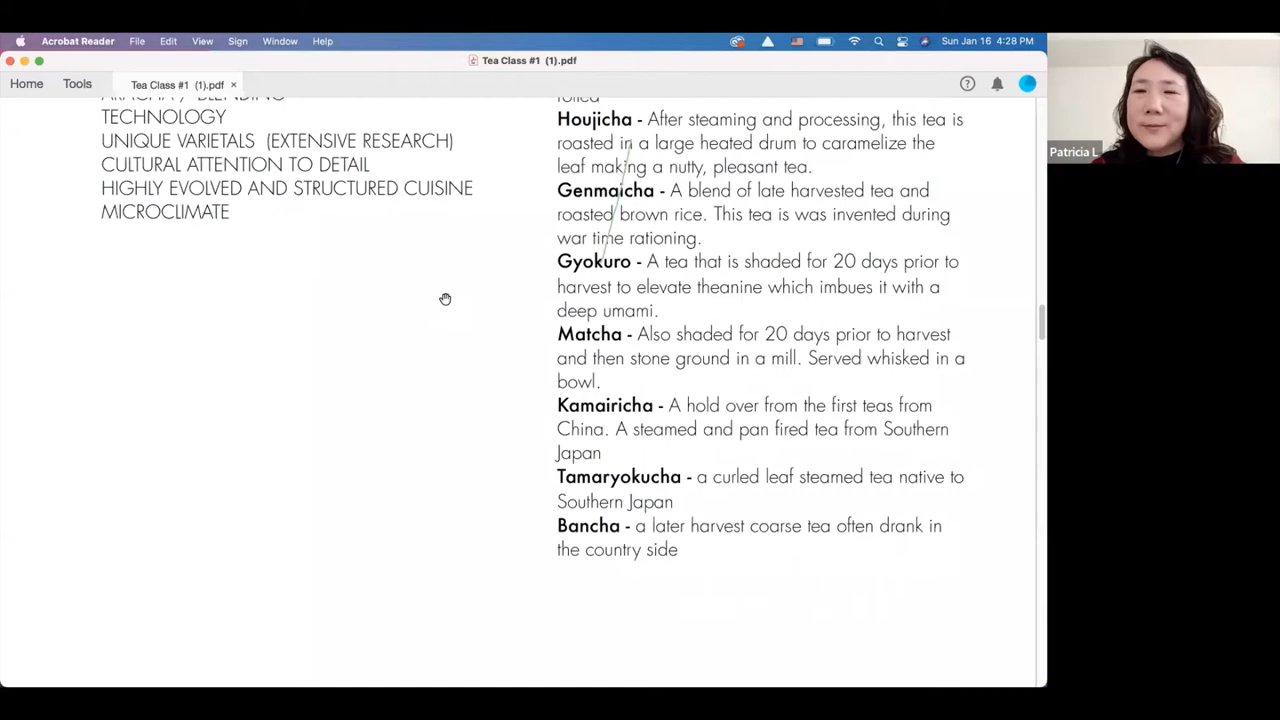 Acrobat Reader File Edit View Sign Window Help Sun Jan 16 4:28 PM
Tea Class #1 (1).pdf
Home Tools Tea Class #1 (1).pdf ×
ARACHA / BLENDING
TECHNOLOGY
UNIQUE VARIETALS (EXTENSIVE RESEARCH)
CULTURAL ATTENTION TO DETAIL
HIGHLY EVOLVED AND STRUCTURED CUISINE
MICROCLIMATE
rolled
Houjicha - After steaming and processing, this tea is
roasted in a large heated drum to caramelize the
leaf making a nutty, pleasant tea.
Genmaicha - A blend of late harvested tea and
roasted brown rice. This tea is was invented during
war time rationing.
Gyokuro - A tea that is shaded for 20 days prior to
harvest to elevate theanine which imbues it with a
deep umami.
Matcha - Also shaded for 20 days prior to harvest
and then stone ground in a mill. Served whisked in a
bowl.
Kamairicha - A hold over from the first teas from
China. A steamed and pan fired tea from Southern
Japan
Tamaryokucha - a curled leaf steamed tea native to
Southern Japan
Bancha - a later harvest coarse tea often drank in
the country side
Patricia L